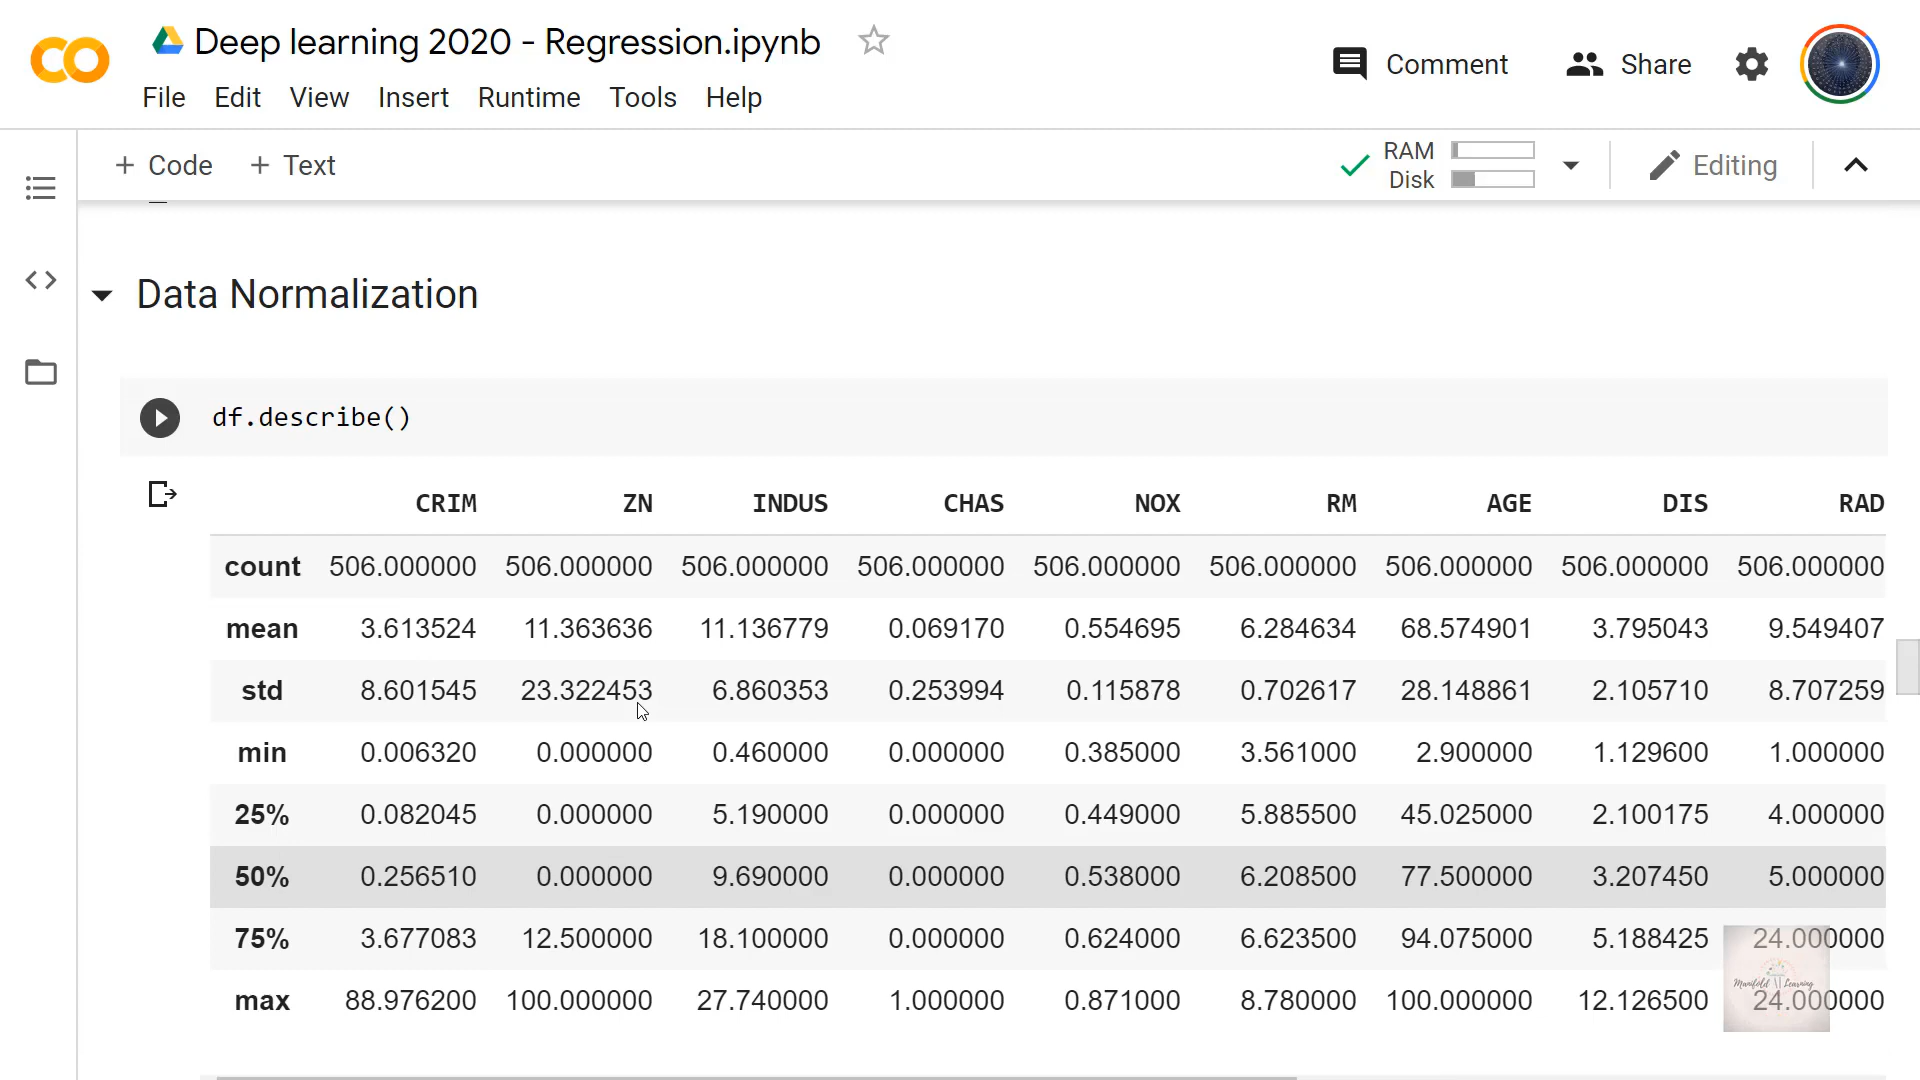 Deep learning 2020 - Regression.ipynb
File Edit View Insert Runtime Tools Help
Comment Share
+ Code + Text
RAM
Disk
Editing
Data Normalization
df.describe()
CRIM ZN INDUS CHAS NOX RM AGE DIS RAD
count 506.000000 506.000000 506.000000 506.000000 506.000000 506.000000 506.000000 506.000000 506.000000
mean 3.613524 11.363636 11.136779 0.069170 0.554695 6.284634 68.574901 3.795043 9.549407
std 8.601545 23.322453 6.860353 0.253994 0.115878 0.702617 28.148861 2.105710 8.707259
min 0.006320 0.000000 0.460000 0.000000 0.385000 3.561000 2.900000 1.129600 1.000000
25% 0.082045 0.000000 5.190000 0.000000 0.449000 5.885500 45.025000 2.100175 4.000000
50% 0.256510 0.000000 9.690000 0.000000 0.538000 6.208500 77.500000 3.207450 5.000000
75% 3.677083 12.500000 18.100000 0.000000 0.624000 6.623500 94.075000 5.188425 24.000000
max 88.976200 100.000000 27.740000 1.000000 0.871000 8.780000 100.000000 12.126500 24.000000
Manifold AI Learning